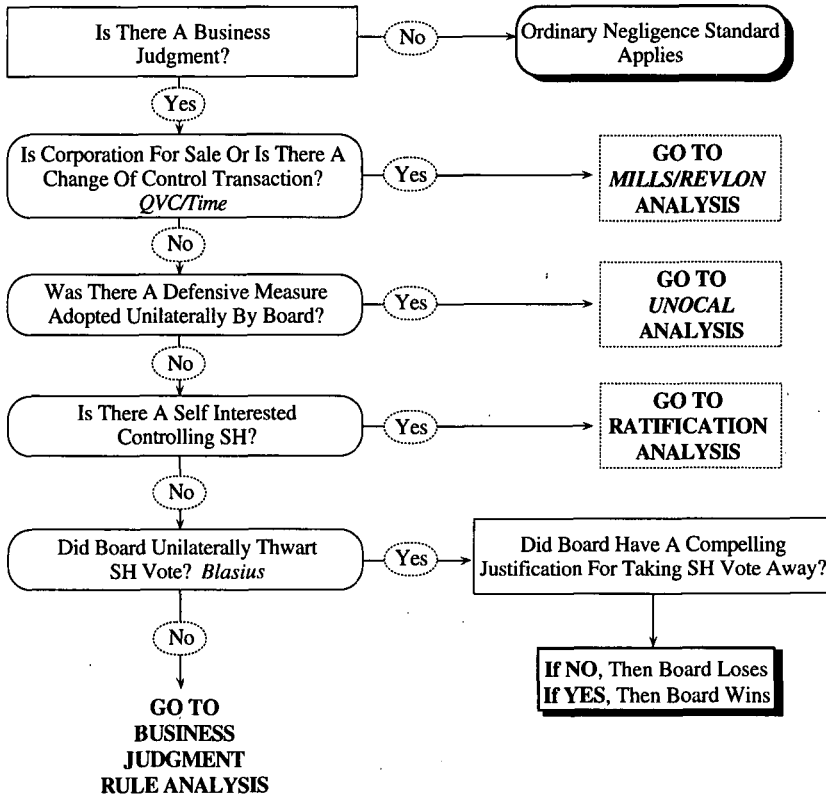 Is There A Business
Judgment?
No
Ordinary Negligence Standard
Applies
Yes
Is Corporation For Sale Or Is There A
Change Of Control Transaction?
QVC/Time
Yes
GO TO
MILLS/REVLON
ANALYSIS
No
Was There A Defensive Measure
Adopted Unilaterally By Board?
Yes
GO TO
UNOCAL
ANALYSIS
No
Is There A Self Interested
Controlling SH?
Yes
GO TO
RATIFICATION
ANALYSIS
No
Did Board Unilaterally Thwart
SH Vote? Blasius
Yes
Did Board Have A Compelling
Justification For Taking SH Vote Away?
No
If NO, Then Board Loses
If YES, Then Board Wins
GO TO
BUSINESS
JUDGMENT
RULE ANALYSIS